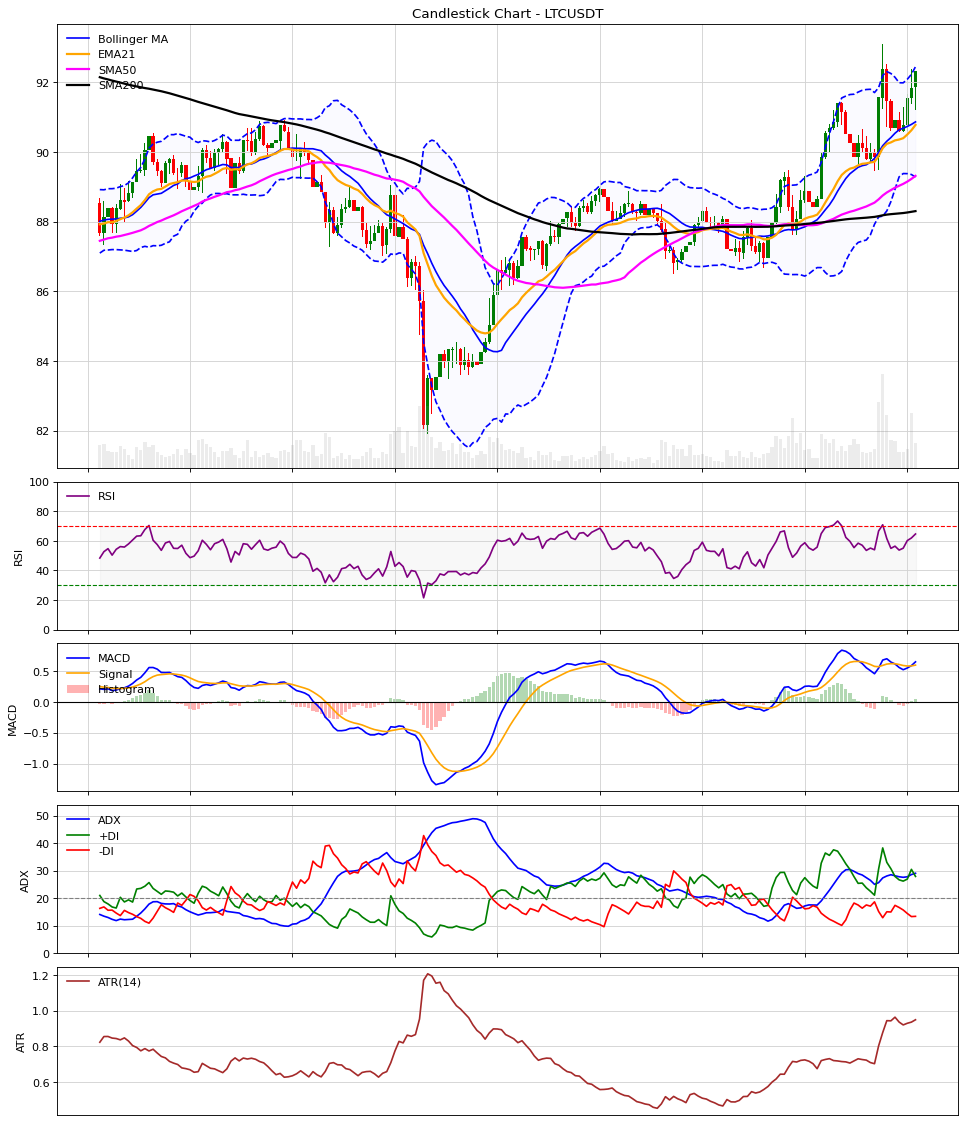 Candlestick Chart - LTCUSDT
Bollinger MA
EMA21
SMA50
SMA200
92
90
88
86
84
82
RSI
RSI
100
80
60
40
20
0
MACD
Signal
Histogram
MACD
0.5
0.0
−0.5
−1.0
ADX
+DI
-DI
ADX
50
40
30
20
10
0
ATR(14)
ATR
1.2
1.0
0.8
0.6